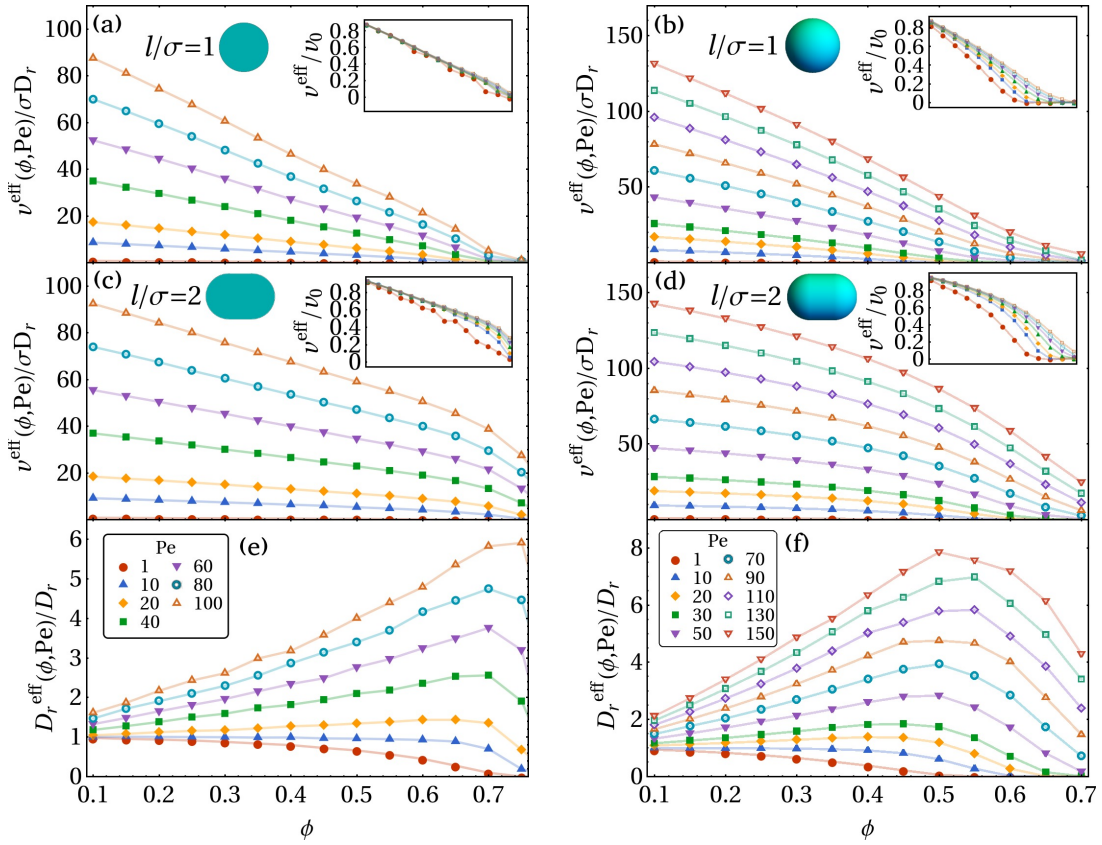 (a)
l/σ=1
v^eff/v₀
0.8
0.6
0.4
0.2
0
v^eff(ϕ,Pe)/σD_r
100
80
60
40
20
(b)
l/σ=1
v^eff/v₀
0.8
0.6
0.4
0.2
0
v^eff(ϕ,Pe)/σD_r
150
100
50
(c)
l/σ=2
v^eff/v₀
0.8
0.6
0.4
0.2
0
v^eff(ϕ,Pe)/σD_r
100
80
60
40
20
(d)
l/σ=2
v^eff/v₀
0.8
0.6
0.4
0.2
0
v^eff(ϕ,Pe)/σD_r
150
100
50
(e)
Pe
1
10
20
40
60
80
100
D_r^eff(ϕ,Pe)/D_r
6
5
4
3
2
1
0
0.1 0.2 0.3 0.4 0.5 0.6 0.7
ϕ
(f)
Pe
1
10
20
30
50
70
90
110
130
150
D_r^eff(ϕ,Pe)/D_r
8
6
4
2
0
0.1 0.2 0.3 0.4 0.5 0.6 0.7
ϕ